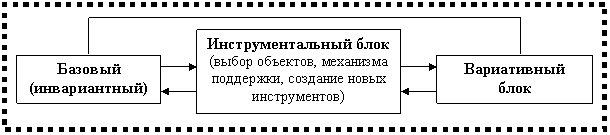 Базовый
(инвариантный)
Инструментальный блок
(выбор объектов, механизма
поддержки, создание новых
инструментов)
Вариативный
блок